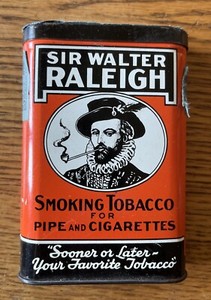 SIR WALTER
RALEIGH
SMOKING TOBACCO
FOR
PIPE AND CIGARETTES
"Sooner or Later-
Your Favorite Tobacco"